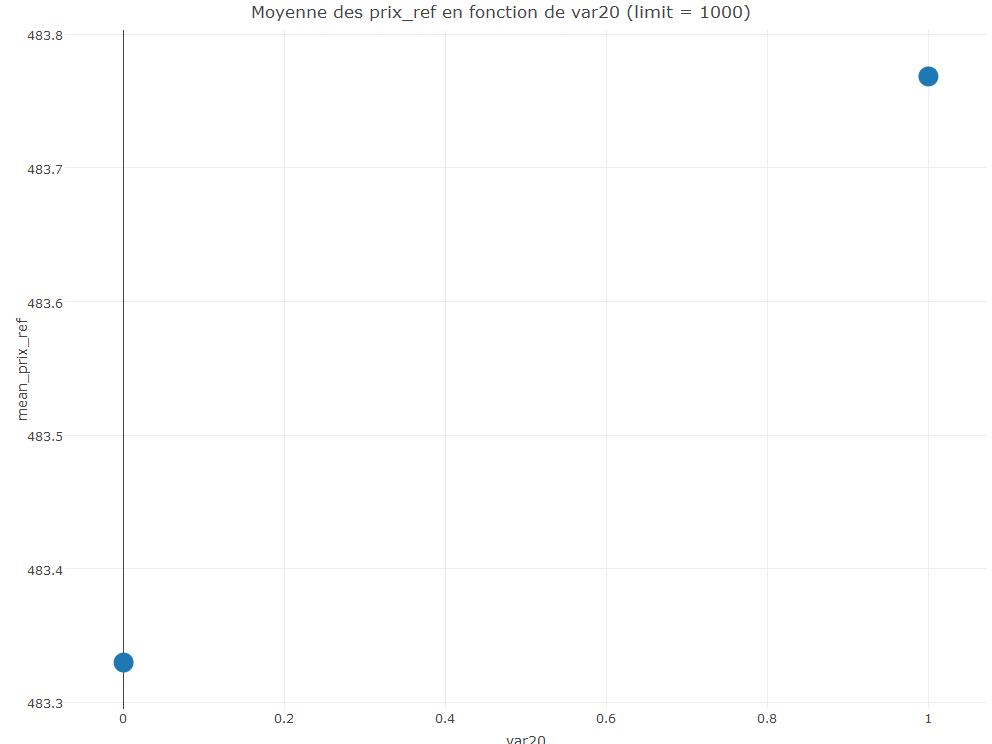 Moyenne des prix_ref en fonction de var20 (limit = 1000)
483.8
483.7
483.6
483.5
483.4
483.3
mean_prix_ref
0 0.2 0.4 0.6 0.8 1
var20